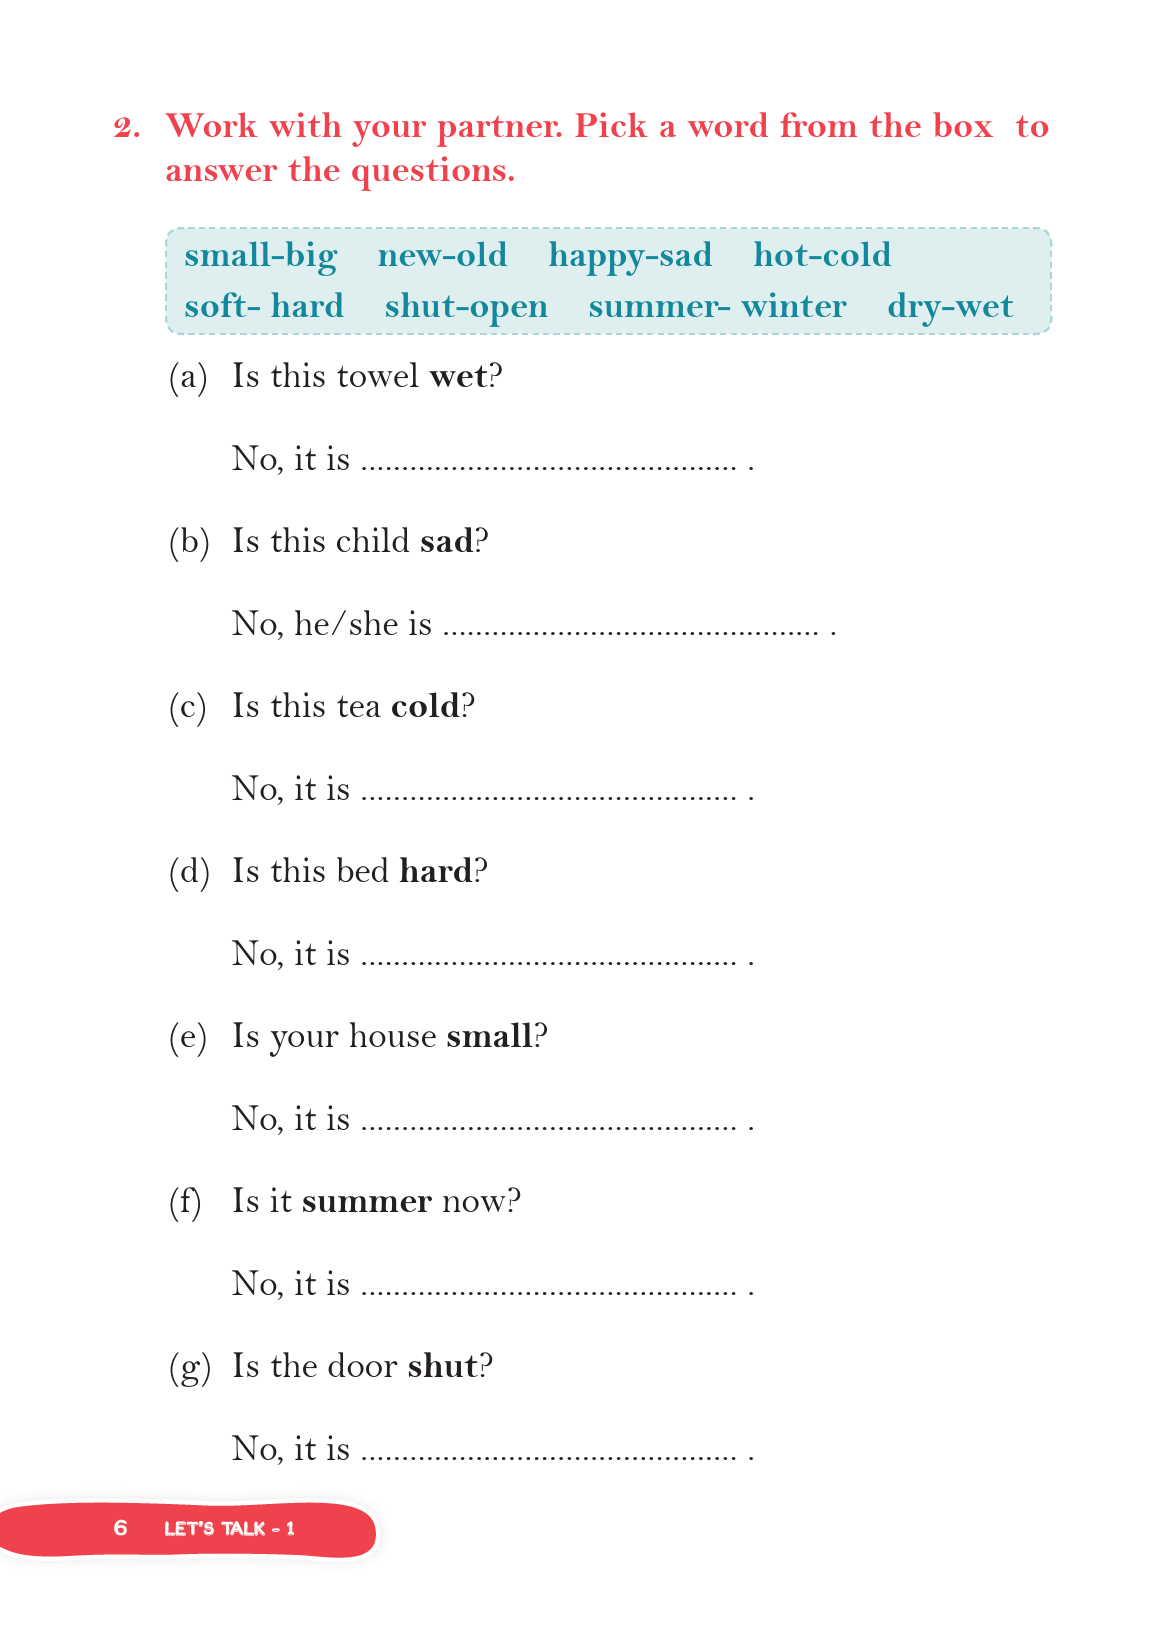 2. Work with your partner. Pick a word from the box to
answer the questions.
small-big new-old happy-sad hot-cold
soft- hard shut-open summer- winter dry-wet
(a) Is this towel wet?
No, it is .............................................. .
(b) Is this child sad?
No, he/she is .............................................. .
(c) Is this tea cold?
No, it is .............................................. .
(d) Is this bed hard?
No, it is .............................................. .
(e) Is your house small?
No, it is .............................................. .
(f) Is it summer now?
No, it is .............................................. .
(g) Is the door shut?
No, it is .............................................. .
6 LET'S TALK - 1